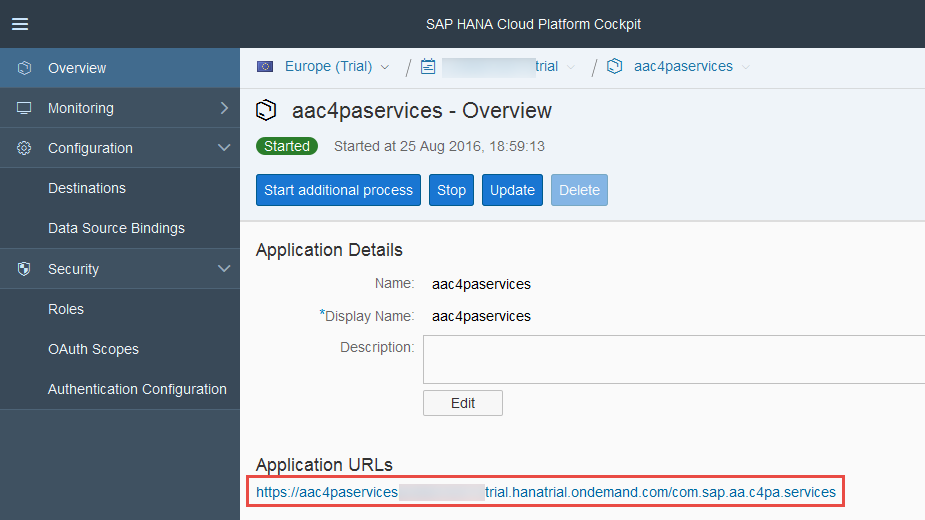 SAP HANA Cloud Platform Cockpit
Overview
Monitoring
Configuration
Destinations
Data Source Bindings
Security
Roles
OAuth Scopes
Authentication Configuration
Europe (Trial) / trial / aac4paservices
aac4paservices - Overview
Started Started at 25 Aug 2016, 18:59:13
Start additional process Stop Update Delete
Application Details
Name: aac4paservices
*Display Name: aac4paservices
Description:
Edit
Application URLs
https://aac4paservices trial.hanatrial.ondemand.com/com.sap.aa.c4pa.services